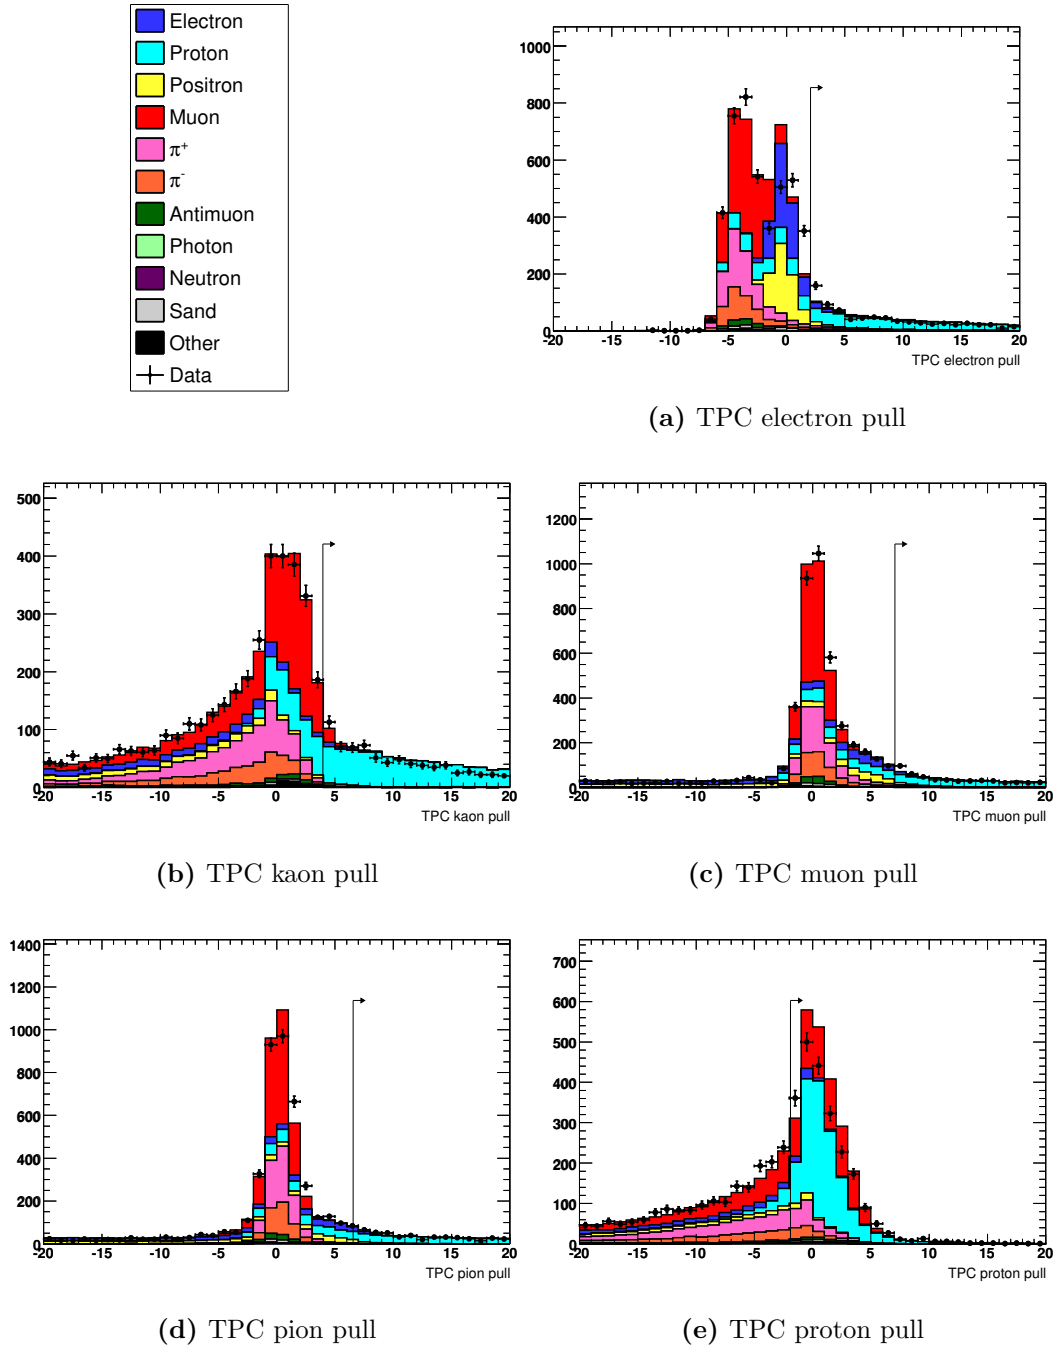 Electron
Proton
Positron
Muon
π+
π-
Antimuon
Photon
Neutron
Sand
Other
Data
1000
800
600
400
200
0
-20 -15 -10 -5 0 5 10 15 20
TPC electron pull
(a) TPC electron pull
500
400
300
200
100
0
-20 -15 -10 -5 0 5 10 15 20
TPC kaon pull
(b) TPC kaon pull
1200
1000
800
600
400
200
0
-20 -15 -10 -5 0 5 10 15 20
TPC muon pull
(c) TPC muon pull
1400
1200
1000
800
600
400
200
0
-20 -15 -10 -5 0 5 10 15 20
TPC pion pull
(d) TPC pion pull
700
600
500
400
300
200
100
0
-20 -15 -10 -5 0 5 10 15 20
TPC proton pull
(e) TPC proton pull